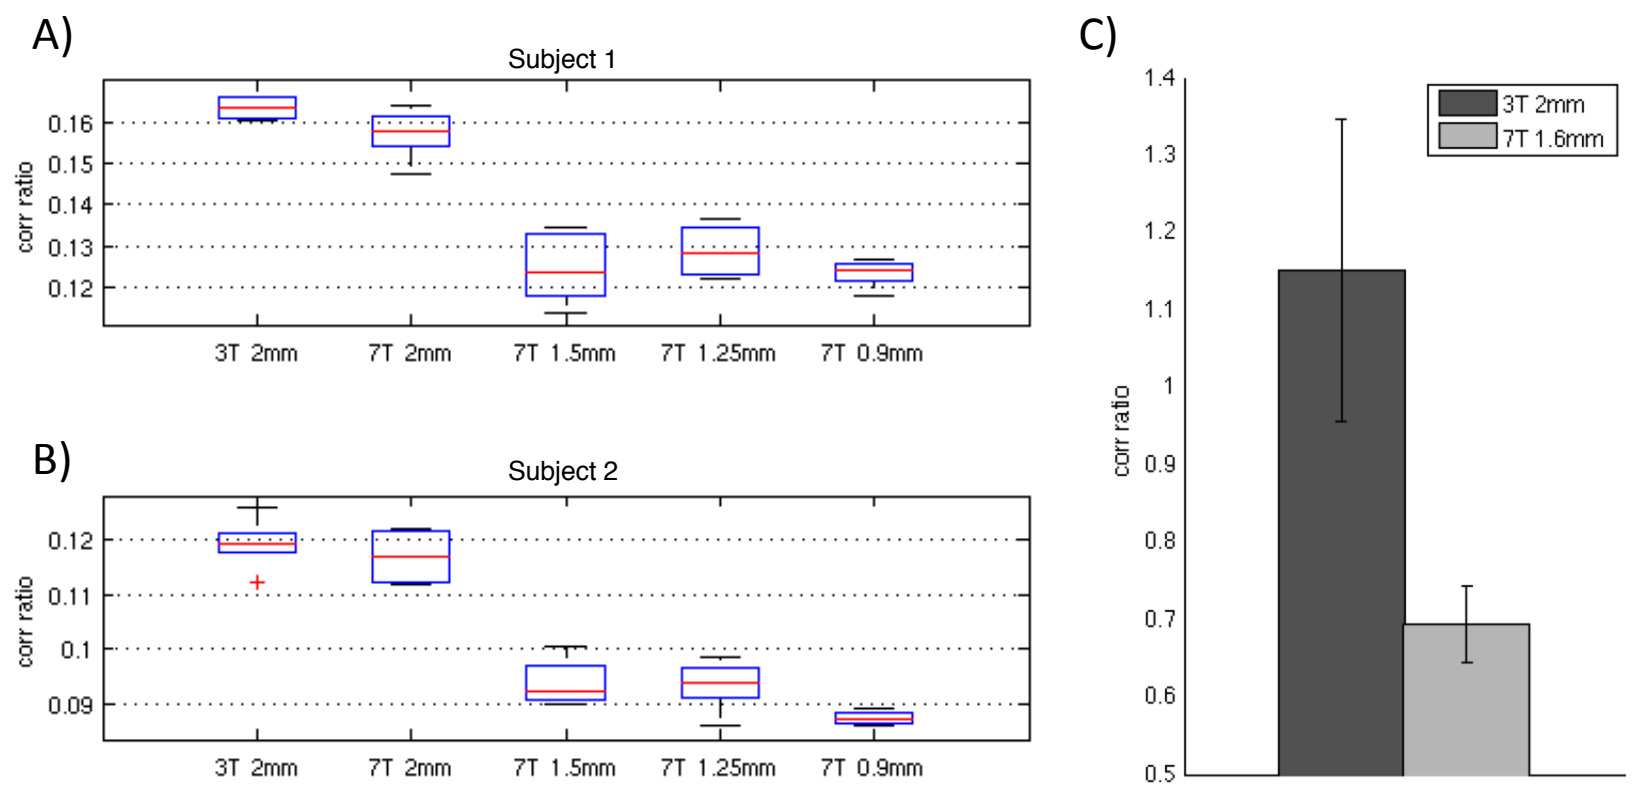 A)
Subject 1
corr ratio
0.16
0.15
0.14
0.13
0.12
3T 2mm
7T 2mm
7T 1.5mm
7T 1.25mm
7T 0.9mm
B)
Subject 2
corr ratio
0.12
0.11
0.1
0.09
3T 2mm
7T 2mm
7T 1.5mm
7T 1.25mm
7T 0.9mm
C)
corr ratio
1.4
1.3
1.2
1.1
1
0.9
0.8
0.7
0.6
0.5
3T 2mm
7T 1.6mm